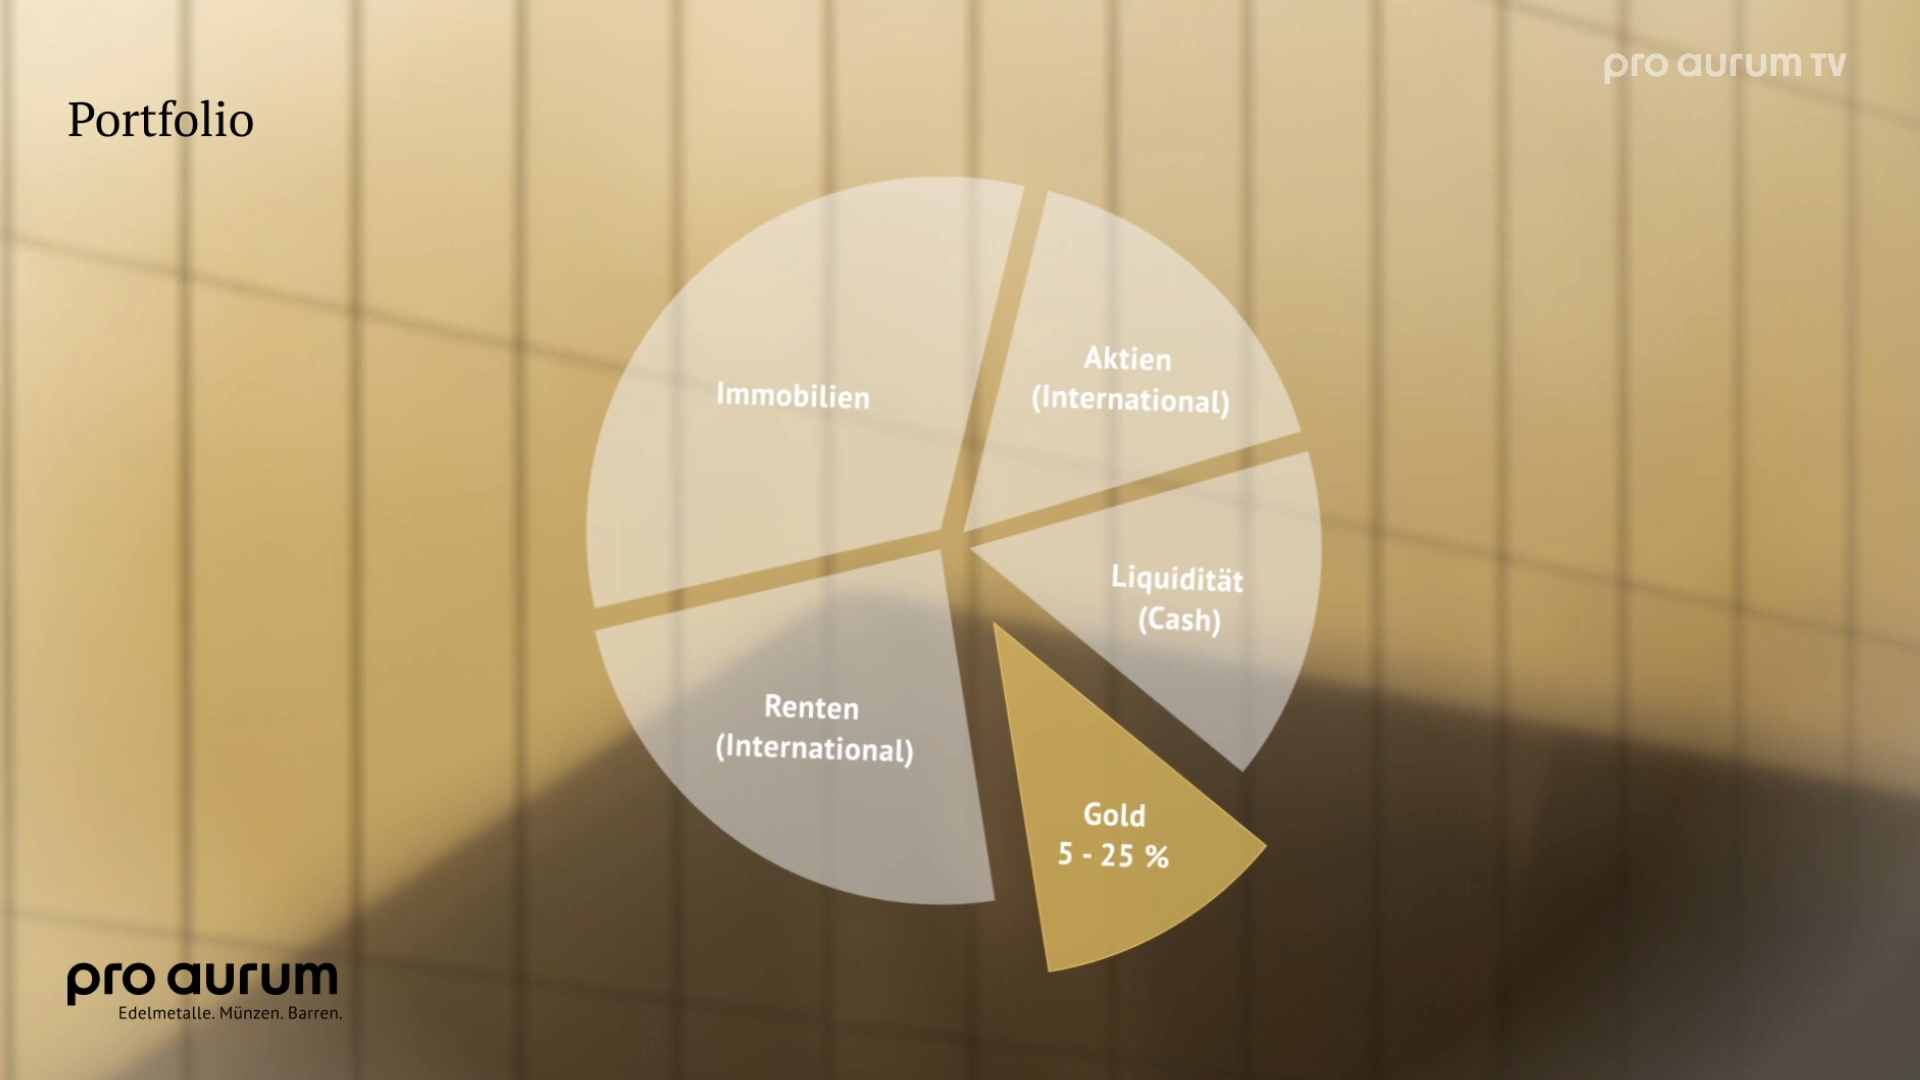 pro aurum TV
Portfolio
Immobilien
Aktien
(International)
Liquidität
(Cash)
Renten
(International)
Gold
5 - 25 %
pro aurum
Edelmetalle. Münzen. Barren.